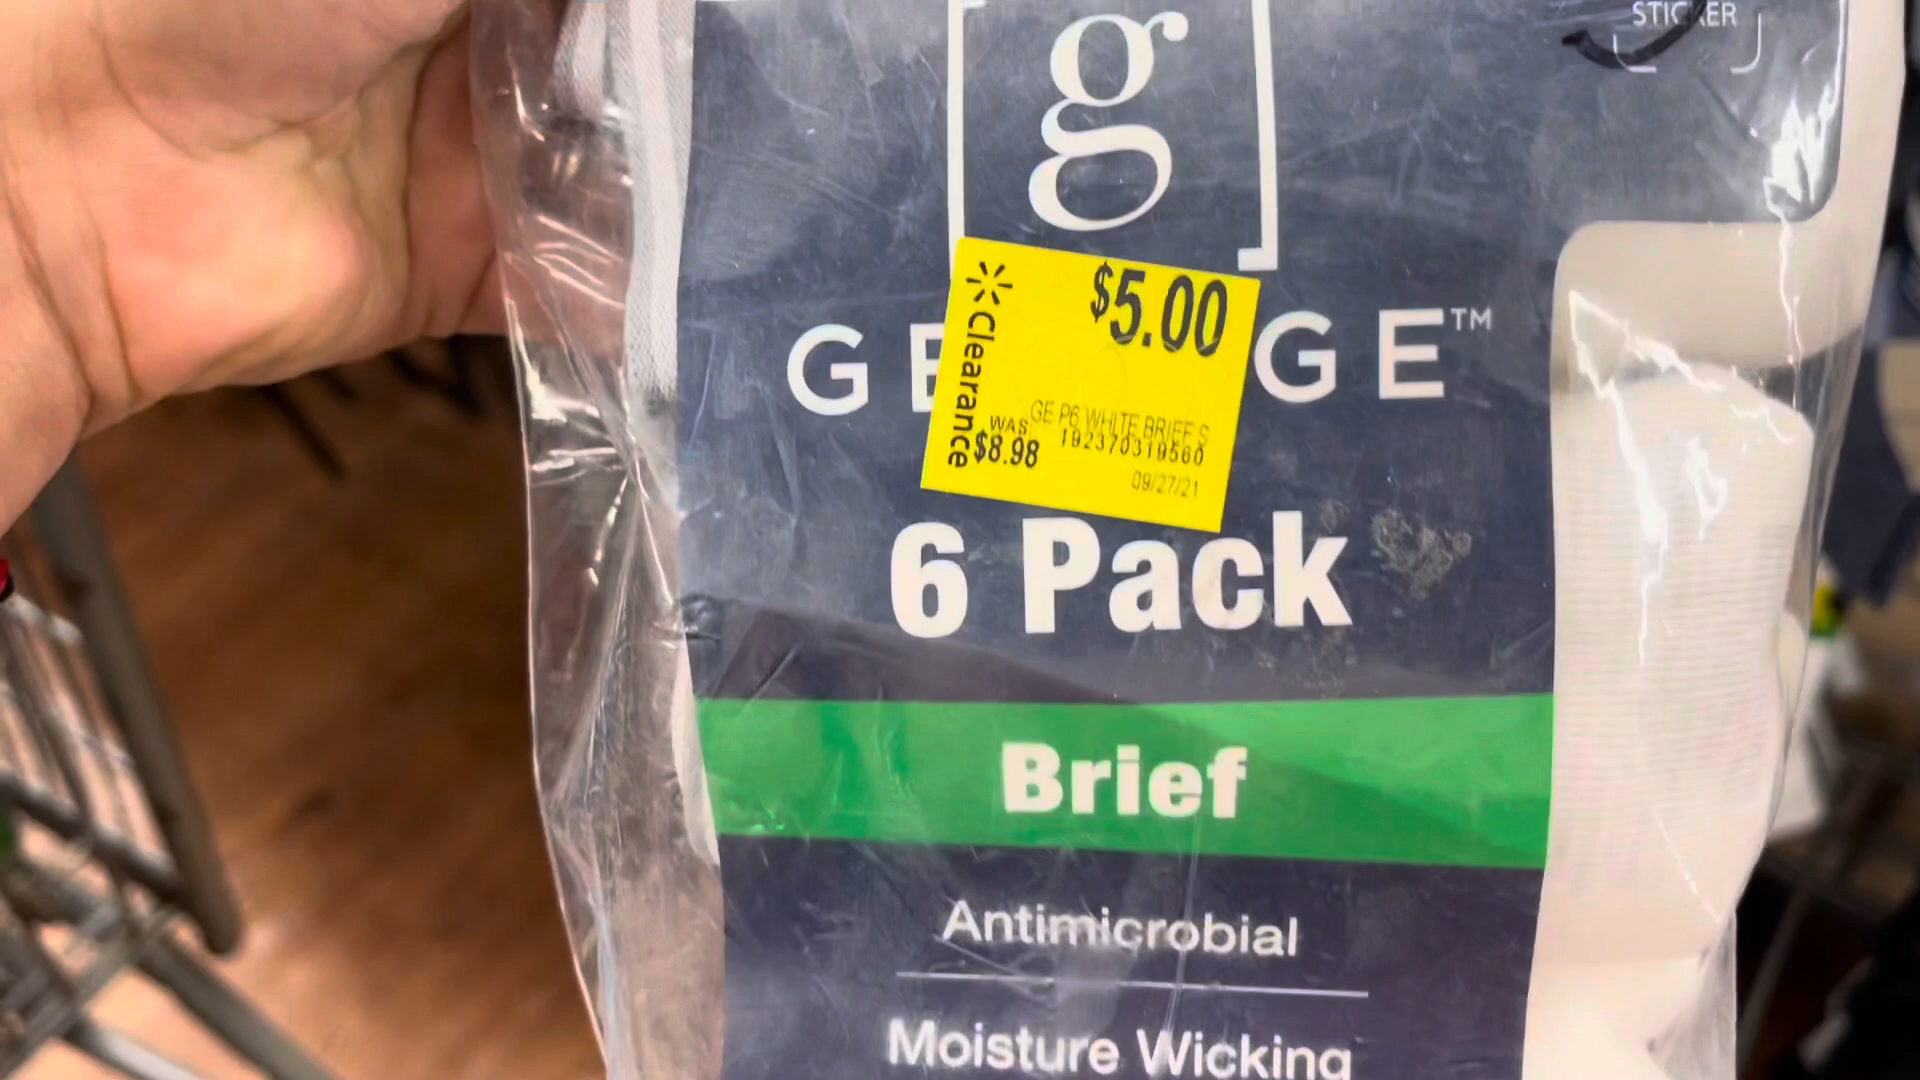 STICKER
g
$5.00
Clearance
GE GE™
GE P6 WHITE BRIEF S
WAS:
192370319560
$8.98
09/27/21
6 Pack
Brief
Antimicrobial
Moisture Wicking